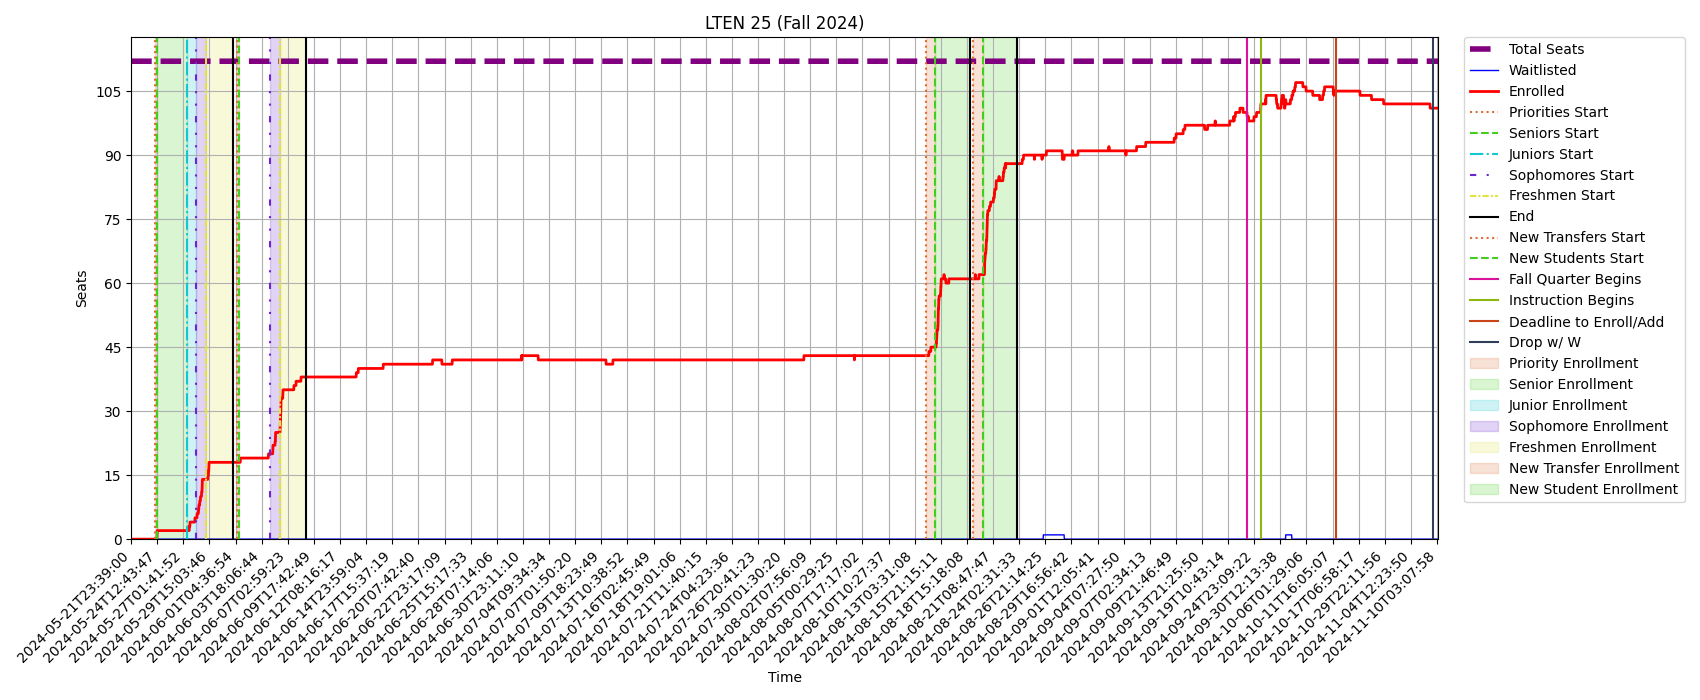 LTEN 25 (Fall 2024)
Seats
105
90
75
60
45
30
15
0
2024-05-21T23:39:00
2024-05-24T12:43:47
2024-05-27T01:41:52
2024-05-29T15:03:46
2024-06-01T04:36:54
2024-06-03T18:06:44
2024-06-07T02:59:23
2024-06-09T17:42:49
2024-06-12T08:16:17
2024-06-14T23:59:04
2024-06-17T15:37:19
2024-06-20T07:42:40
2024-06-22T23:17:09
2024-06-25T15:17:33
2024-06-28T07:14:06
2024-06-30T23:11:10
2024-07-04T09:34:34
2024-07-07T01:50:20
2024-07-09T18:23:49
2024-07-13T10:38:52
2024-07-16T02:45:49
2024-07-18T19:01:06
2024-07-21T11:40:15
2024-07-24T04:23:36
2024-07-26T20:41:23
2024-07-30T01:30:20
2024-08-02T07:56:09
2024-08-05T00:29:25
2024-08-07T17:17:02
2024-08-10T10:27:37
2024-08-13T03:31:08
2024-08-15T21:15:11
2024-08-18T15:18:08
2024-08-21T08:47:47
2024-08-24T02:31:33
2024-08-26T21:14:25
2024-08-29T16:56:42
2024-09-01T12:05:41
2024-09-04T07:27:50
2024-09-07T02:34:13
2024-09-09T21:46:49
2024-09-13T21:25:50
2024-09-19T10:43:14
2024-09-24T23:09:22
2024-09-30T12:13:38
2024-10-06T01:29:06
2024-10-11T16:05:07
2024-10-17T06:58:17
2024-10-29T22:11:56
2024-11-04T12:23:50
2024-11-10T03:07:58
Time
Total Seats
Waitlisted
Enrolled
Priorities Start
Seniors Start
Juniors Start
Sophomores Start
Freshmen Start
End
New Transfers Start
New Students Start
Fall Quarter Begins
Instruction Begins
Deadline to Enroll/Add
Drop w/ W
Priority Enrollment
Senior Enrollment
Junior Enrollment
Sophomore Enrollment
Freshmen Enrollment
New Transfer Enrollment
New Student Enrollment